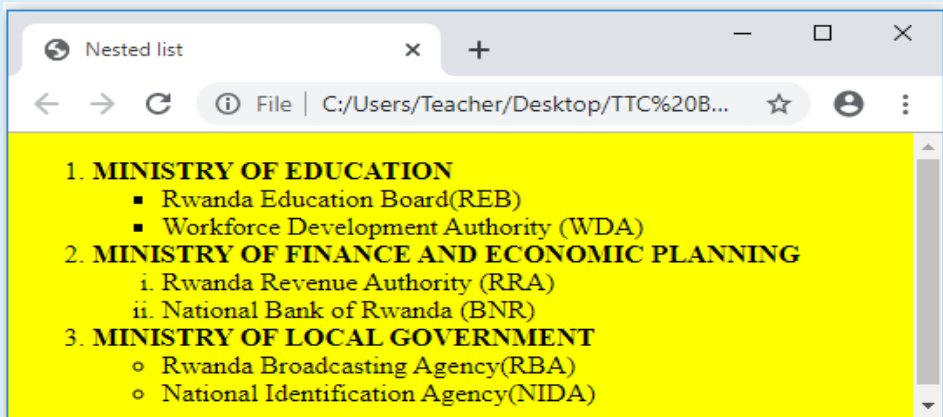 Nested list
File | C:/Users/Teacher/Desktop/TTC%20B...
1. MINISTRY OF EDUCATION
▪ Rwanda Education Board(REB)
▪ Workforce Development Authority (WDA)
2. MINISTRY OF FINANCE AND ECONOMIC PLANNING
i. Rwanda Revenue Authority (RRA)
ii. National Bank of Rwanda (BNR)
3. MINISTRY OF LOCAL GOVERNMENT
◦ Rwanda Broadcasting Agency(RBA)
◦ National Identification Agency(NIDA)